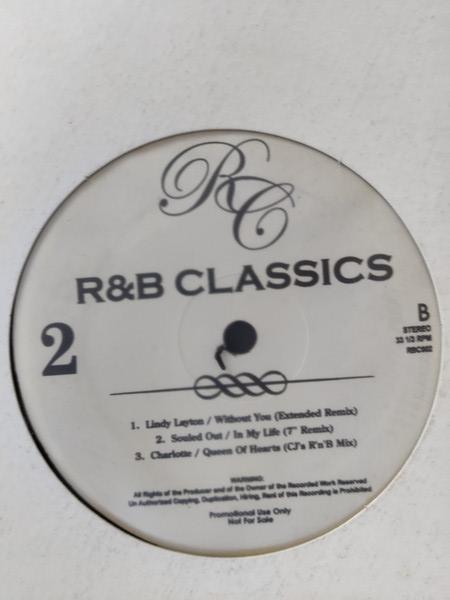 RC
R&B CLASSICS
2
B
STEREO
33 1/3 RPM
RBC002
1. Lindy Layton / Without You (Extended Remix)
2. Souled Out / In My Life (7" Remix)
3. Charlotte / Queen Of Hearts (CJ's R'n'B Mix)
WARNING:
All Rights of the Producer and of the Owner of the Recorded Work Reserved
Un Authorised Copying, Duplication, Hiring, Rent of this Recording is Prohibited
Promotional Use Only
Not For Sale